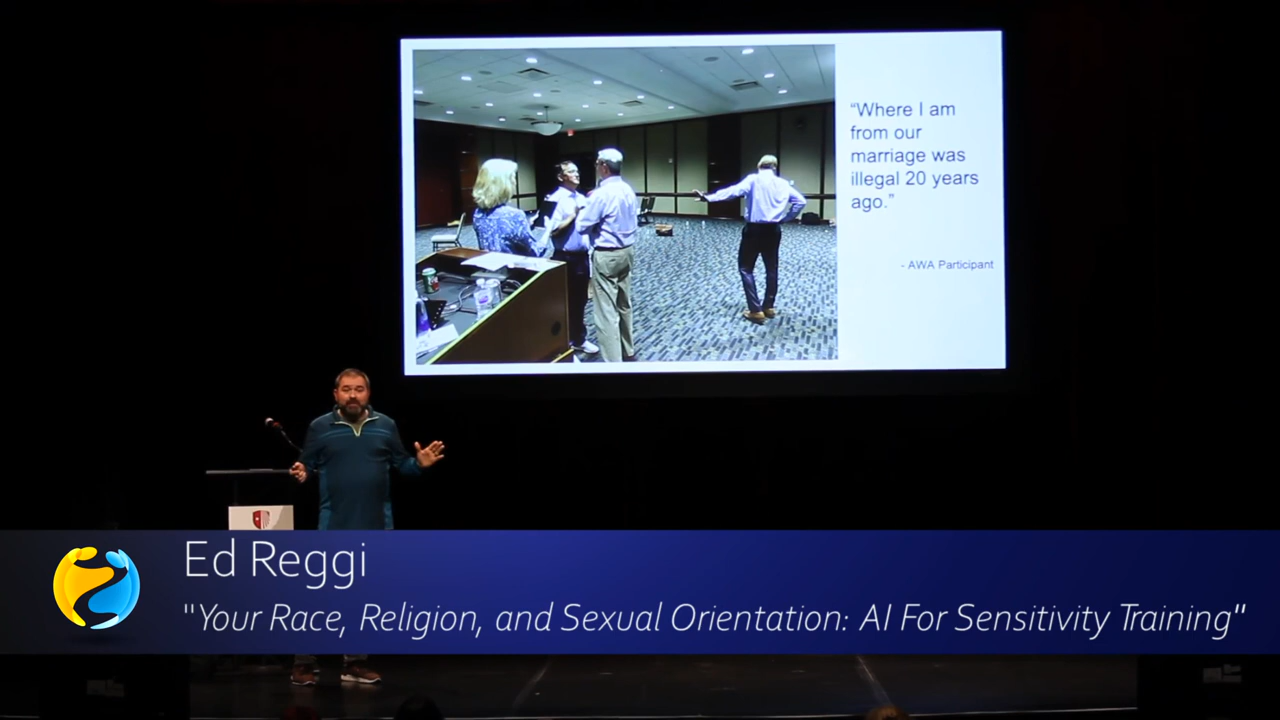 “Where I am
from our
marriage was
illegal 20 years
ago.”
- AWA Participant
Ed Reggi
"Your Race, Religion, and Sexual Orientation: AI For Sensitivity Training"